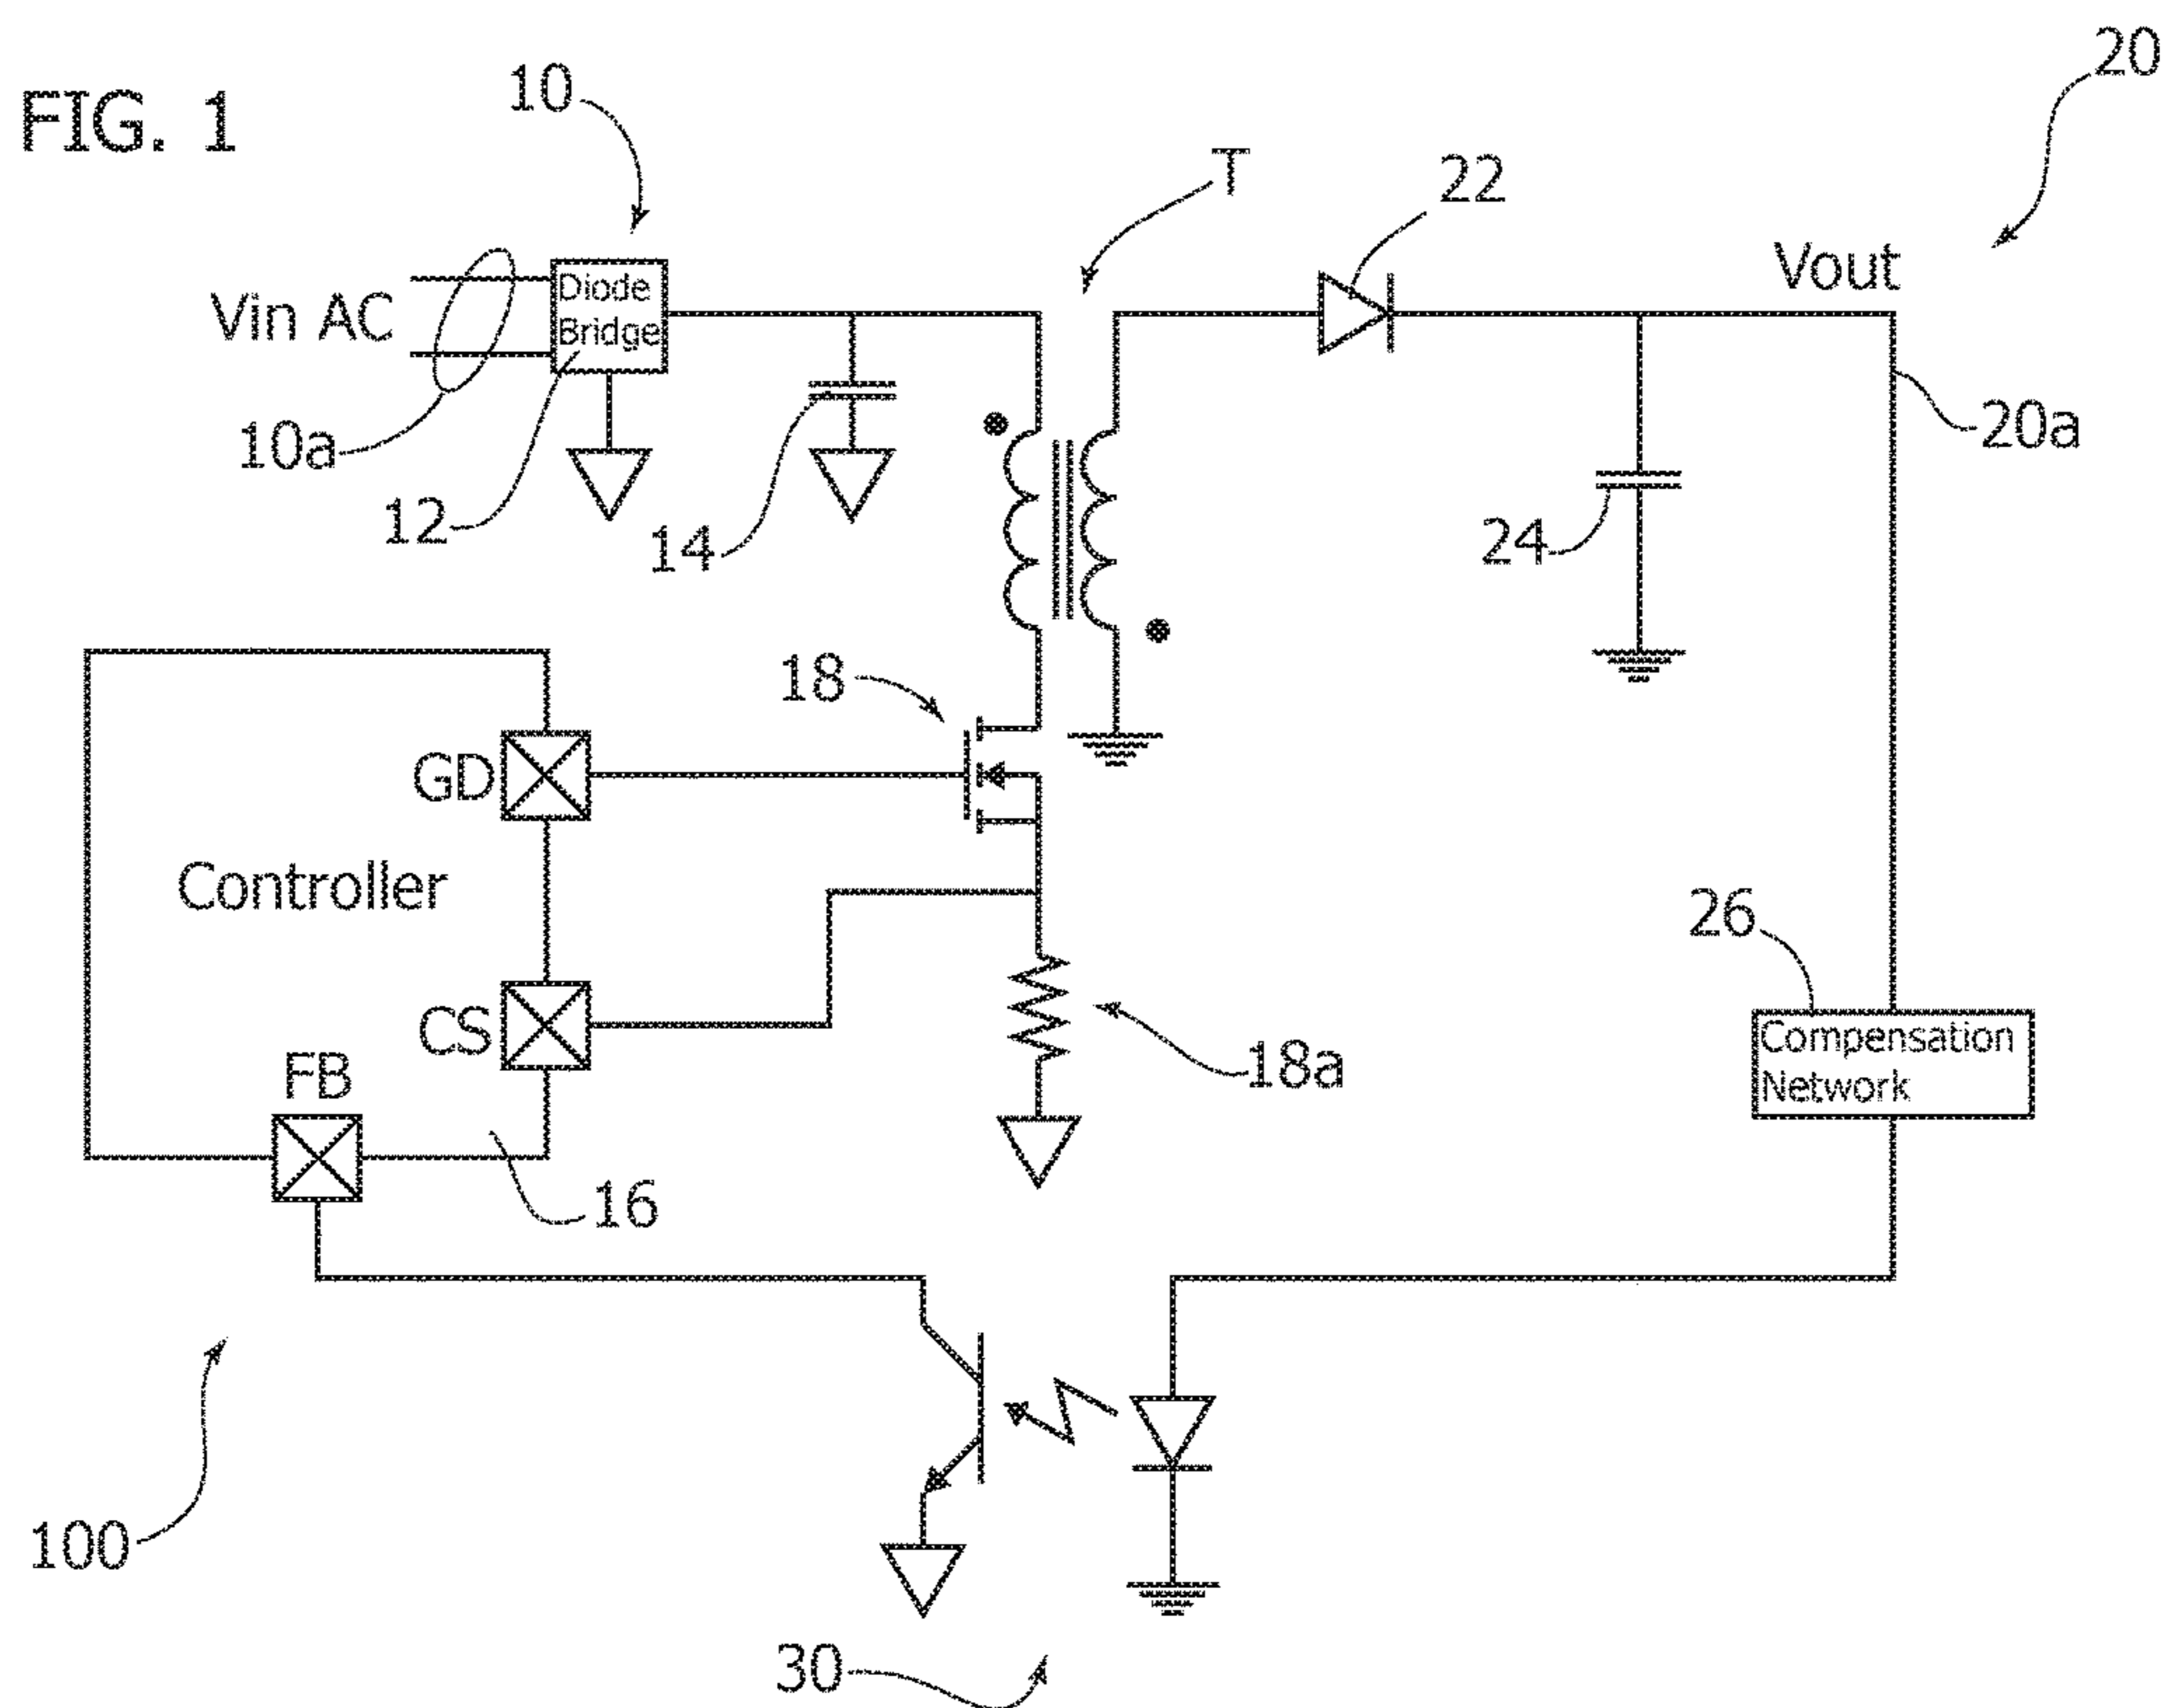 FIG. 1
10
20
T
22
Vin AC
Diode
Bridge
Vout
10a
12
14
24
20a
18
GD
Controller
26
CS
FB
18a
Compensation
Network
16
100
30